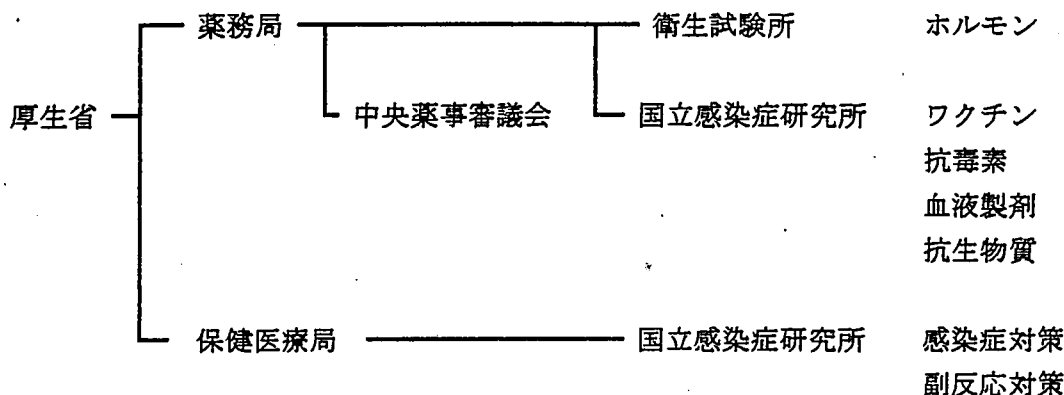 薬務局 衛生試験所 ホルモン
厚生省 中央薬事審議会 国立感染症研究所 ワクチン
抗毒素
血液製剤
抗生物質
保健医療局 国立感染症研究所 感染症対策
副反応対策